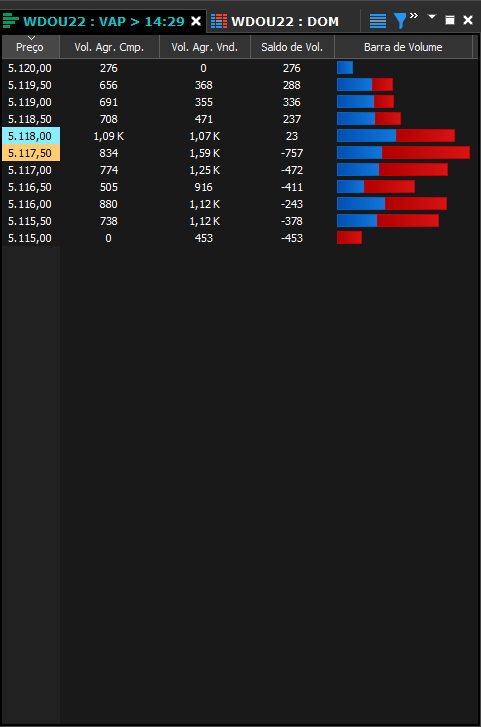 WDOU22 : VAP > 14:29 WDOU22 : DOM
Preço Vol. Agr. Cmp. Vol. Agr. Vnd. Saldo de Vol. Barra de Volume
5.120,00 276 0 276
5.119,50 656 368 288
5.119,00 691 355 336
5.118,50 708 471 237
5.118,00 1,09 K 1,07 K 23
5.117,50 834 1,59 K -757
5.117,00 774 1,25 K -472
5.116,50 505 916 -411
5.116,00 880 1,12 K -243
5.115,50 738 1,12 K -378
5.115,00 0 453 -453